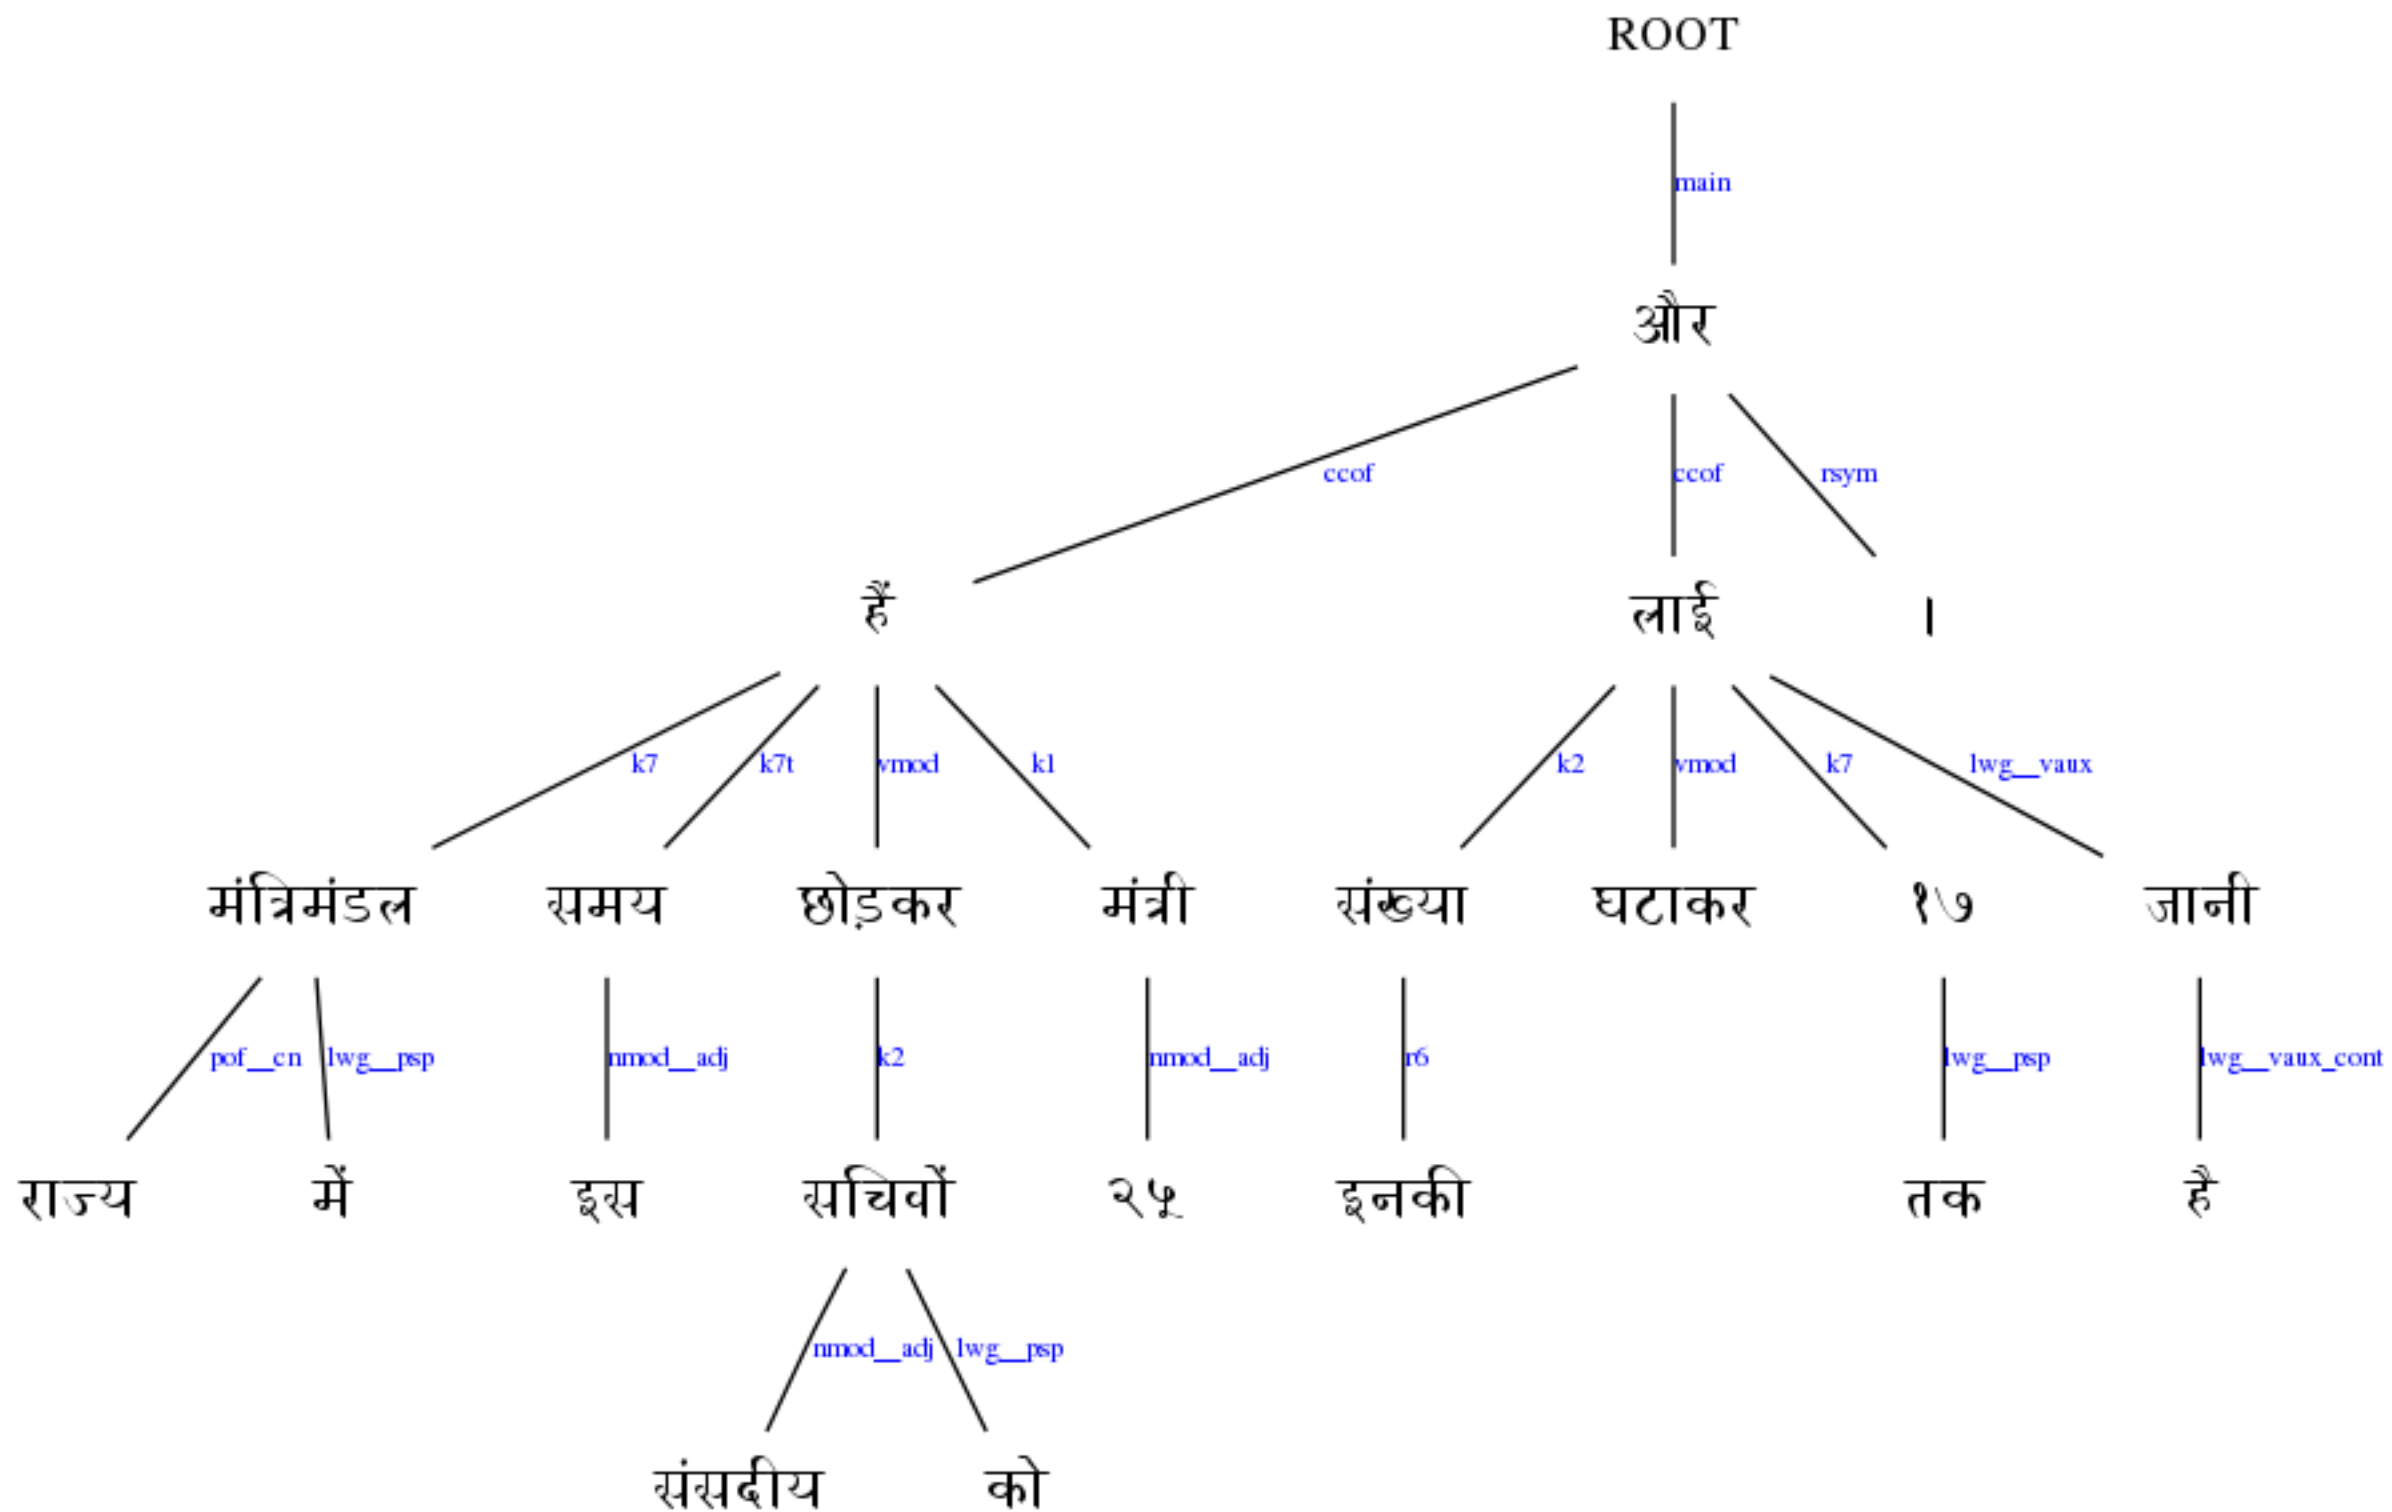 ROOT
main
और
ccof ccof rsym
हैं लाई ।
k7 k7t vmod k1 k2 vmod k7 lwg__vaux
मंत्रिमंडल समय छोड़कर मंत्री संख्या घटाकर १७ जानी
pof__cn lwg__psp nmod__adj k2 nmod__adj r6 lwg__psp lwg__vaux_cont
राज्य में इस सचिवों २५ इनकी तक है
nmod__adj lwg__psp
संसदीय को